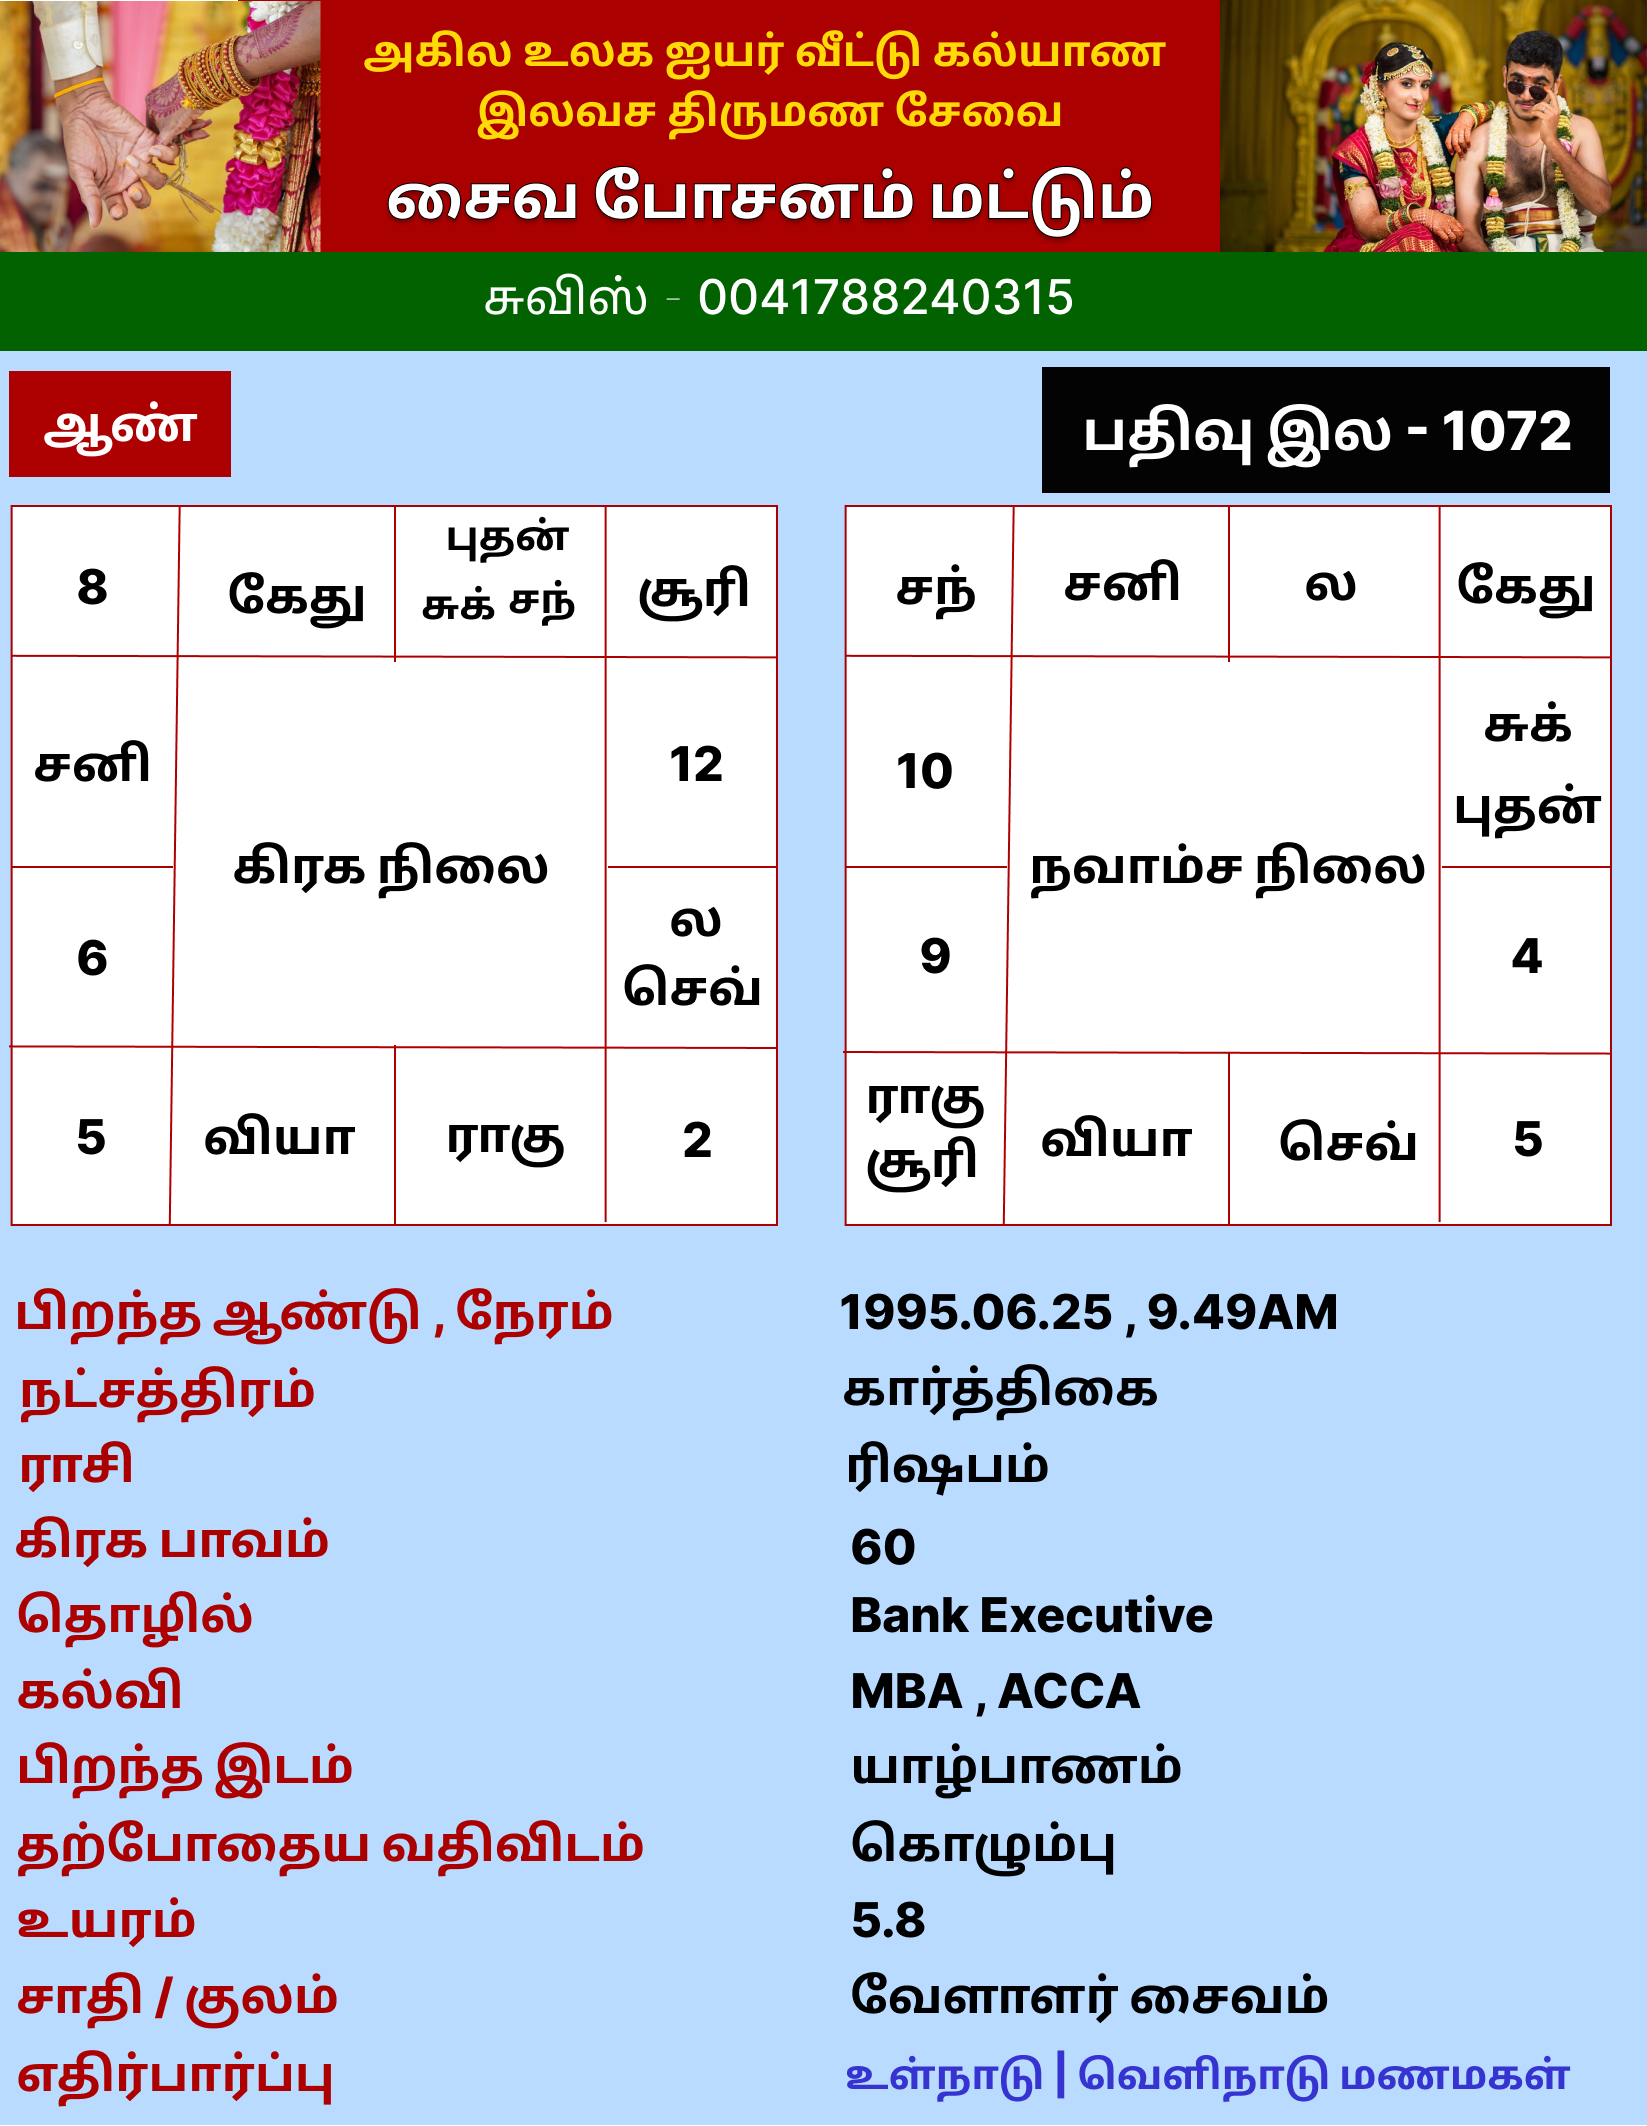 அகில உலக ஐயர் வீட்டு கல்யாண
இலவச திருமண சேவை
சைவ போசனம் மட்டும்
சுவிஸ் - 0041788240315
ஆண்
பதிவு இல - 1072
8
கேது
புதன்
சுக் சந்
சூரி
சனி
கிரக நிலை
12
6
ல
செவ்
5
வியா
ராகு
2
சந்
சனி
ல
கேது
10
நவாம்ச நிலை
சுக்
புதன்
9
4
ராகு
சூரி
வியா
செவ்
5
பிறந்த ஆண்டு , நேரம் 1995.06.25 , 9.49AM
நட்சத்திரம் கார்த்திகை
ராசி ரிஷபம்
கிரக பாவம் 60
தொழில் Bank Executive
கல்வி MBA , ACCA
பிறந்த இடம் யாழ்பாணம்
தற்போதைய வதிவிடம் கொழும்பு
உயரம் 5.8
சாதி / குலம் வேளாளர் சைவம்
எதிர்பார்ப்பு உள்நாடு | வெளிநாடு மணமகள்